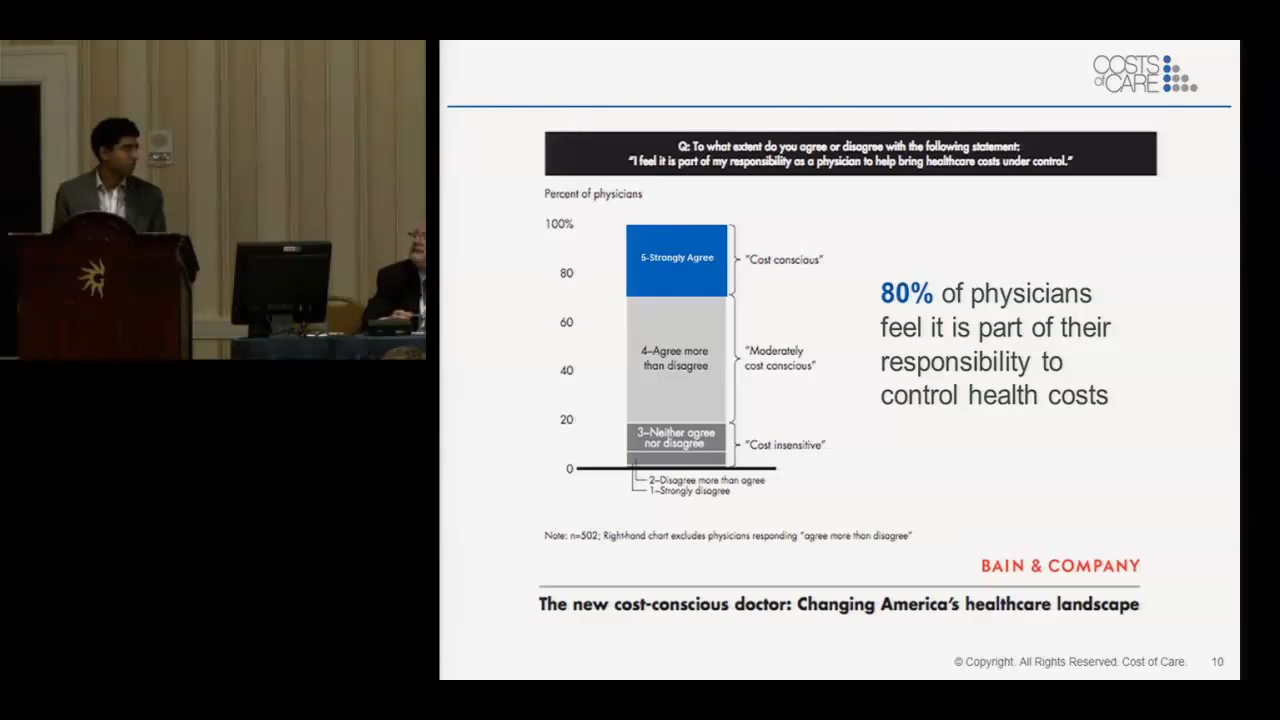 COSTS
of CARE
Q: To what extent do you agree or disagree with the following statement:
"I feel it is part of my responsibility as a physician to help bring healthcare costs under control."
Percent of physicians
100%
80
60
40
20
0
5-Strongly Agree
4–Agree more
than disagree
3–Neither agree
nor disagree
2–Disagree more than agree
1–Strongly disagree
"Cost conscious"
"Moderately
cost conscious"
"Cost insensitive"
80% of physicians
feel it is part of their
responsibility to
control health costs
Note: n=502; Right-hand chart excludes physicians responding "agree more than disagree"
BAIN & COMPANY
The new cost-conscious doctor: Changing America's healthcare landscape
© Copyright. All Rights Reserved. Cost of Care.
10